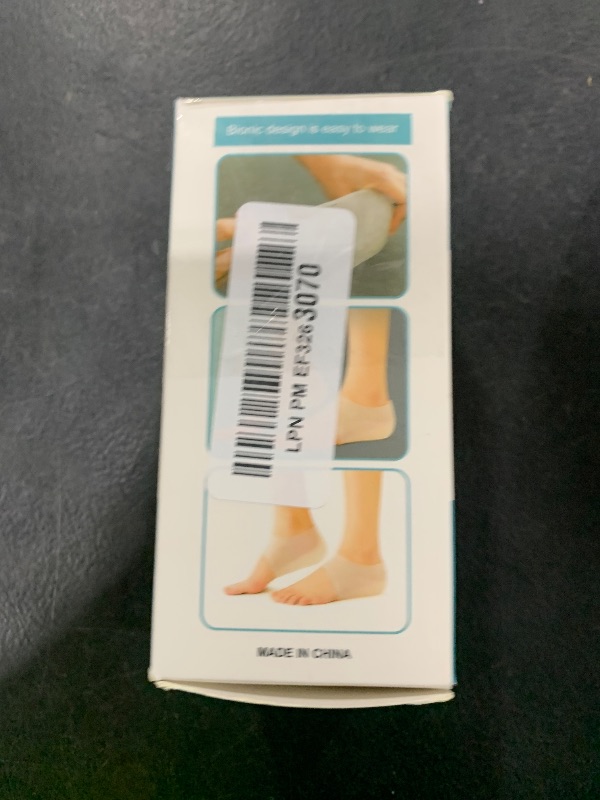 Bionic design is easy to wear
LPN PM EF3263070
MADE IN CHINA